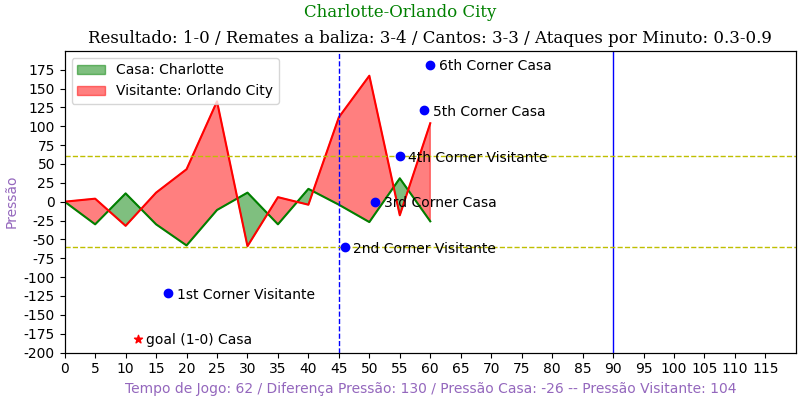 Charlotte-Orlando City
Resultado: 1-0 / Remates a baliza: 3-4 / Cantos: 3-3 / Ataques por Minuto: 0.3-0.9
Casa: Charlotte
Visitante: Orlando City
6th Corner Casa
5th Corner Casa
4th Corner Visitante
3rd Corner Casa
2nd Corner Visitante
1st Corner Visitante
goal (1-0) Casa
Pressão
175
150
125
100
75
50
25
0
-25
-50
-75
-100
-125
-150
-175
-200
0 5 10 15 20 25 30 35 40 45 50 55 60 65 70 75 80 85 90 95 100 105 110 115
Tempo de Jogo: 62 / Diferença Pressão: 130 / Pressão Casa: -26 -- Pressão Visitante: 104